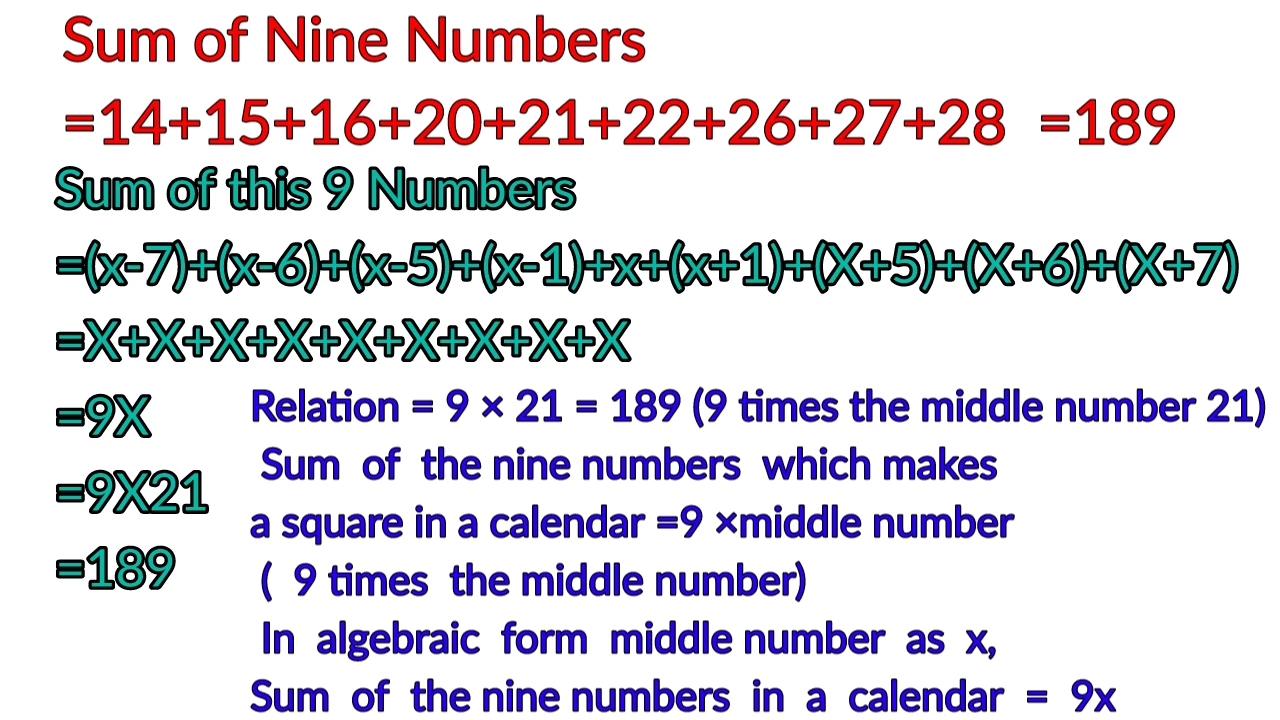 Sum of Nine Numbers
=14+15+16+20+21+22+26+27+28 =189
Sum of this 9 Numbers
=(x-7)+(x-6)+(x-5)+(x-1)+x+(x+1)+(X+5)+(X+6)+(X+7)
=X+X+X+X+X+X+X+X+X
=9X
=9X21
=189
Relation = 9 × 21 = 189 (9 times the middle number 21)
Sum of the nine numbers which makes
a square in a calendar =9 ×middle number
( 9 times the middle number)
In algebraic form middle number as x,
Sum of the nine numbers in a calendar = 9x